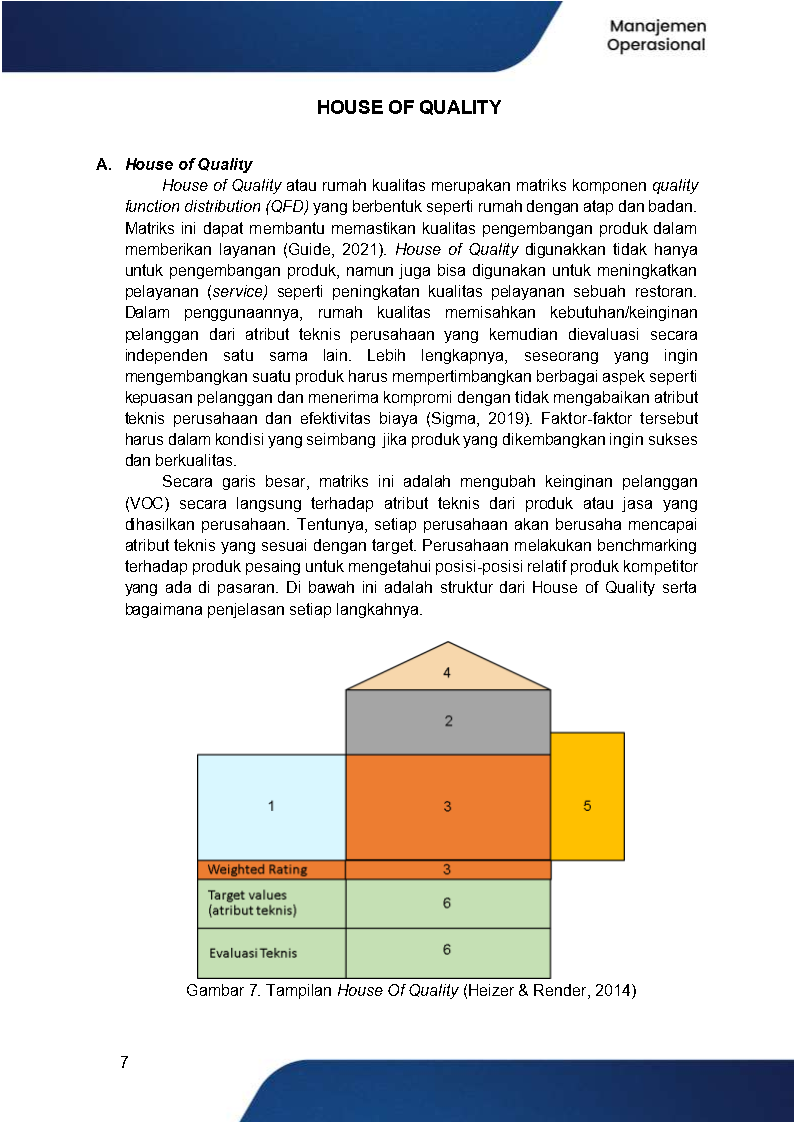 Manajemen
Operasional
HOUSE OF QUALITY
A. House of Quality
House of Quality atau rumah kualitas merupakan matriks komponen quality
function distribution (QFD) yang berbentuk seperti rumah dengan atap dan badan.
Matriks ini dapat membantu memastikan kualitas pengembangan produk dalam
memberikan layanan (Guide, 2021). House of Quality digunakkan tidak hanya
untuk pengembangan produk, namun juga bisa digunakan untuk meningkatkan
pelayanan (service) seperti peningkatan kualitas pelayanan sebuah restoran.
Dalam penggunaannya, rumah kualitas memisahkan kebutuhan/keinginan
pelanggan dari atribut teknis perusahaan yang kemudian dievaluasi secara
independen satu sama lain. Lebih lengkapnya, seseorang yang ingin
mengembangkan suatu produk harus mempertimbangkan berbagai aspek seperti
kepuasan pelanggan dan menerima kompromi dengan tidak mengabaikan atribut
teknis perusahaan dan efektivitas biaya (Sigma, 2019). Faktor-faktor tersebut
harus dalam kondisi yang seimbang jika produk yang dikembangkan ingin sukses
dan berkualitas.
Secara garis besar, matriks ini adalah mengubah keinginan pelanggan
(VOC) secara langsung terhadap atribut teknis dari produk atau jasa yang
dihasilkan perusahaan. Tentunya, setiap perusahaan akan berusaha mencapai
atribut teknis yang sesuai dengan target. Perusahaan melakukan benchmarking
terhadap produk pesaing untuk mengetahui posisi-posisi relatif produk kompetitor
yang ada di pasaran. Di bawah ini adalah struktur dari House of Quality serta
bagaimana penjelasan setiap langkahnya.
4
2
1 3 5
Weighted Rating 3
Target values
(atribut teknis) 6
Evaluasi Teknis 6
Gambar 7. Tampilan House Of Quality (Heizer & Render, 2014)
7